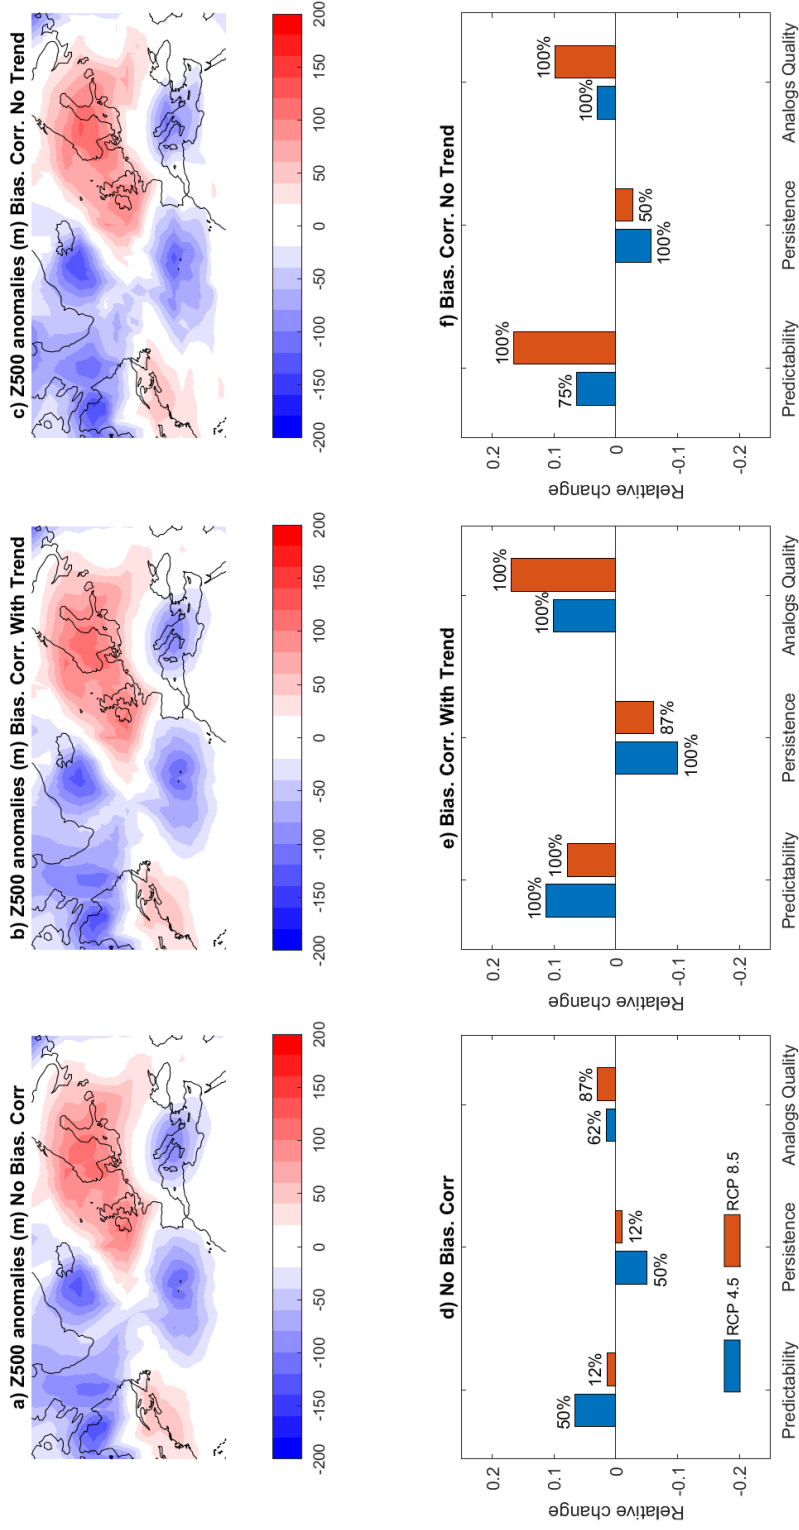 a) Z500 anomalies (m) No Bias. Corr
-200 -150 -100 -50 0 50 100 150 200
b) Z500 anomalies (m) Bias. Corr. With Trend
-200 -150 -100 -50 0 50 100 150 200
c) Z500 anomalies (m) Bias. Corr. No Trend
-200 -150 -100 -50 0 50 100 150 200
d) No Bias. Corr
Relative change
0.2
0.1
0
-0.1
-0.2
50%
12%
50%
12%
62%
87%
RCP 4.5
RCP 8.5
Predictability Persistence Analogs Quality
e) Bias. Corr. With Trend
Relative change
0.2
0.1
0
-0.1
-0.2
100%
100%
100%
87%
100%
100%
Predictability Persistence Analogs Quality
f) Bias. Corr. No Trend
Relative change
0.2
0.1
0
-0.1
-0.2
75%
100%
100%
50%
100%
100%
Predictability Persistence Analogs Quality